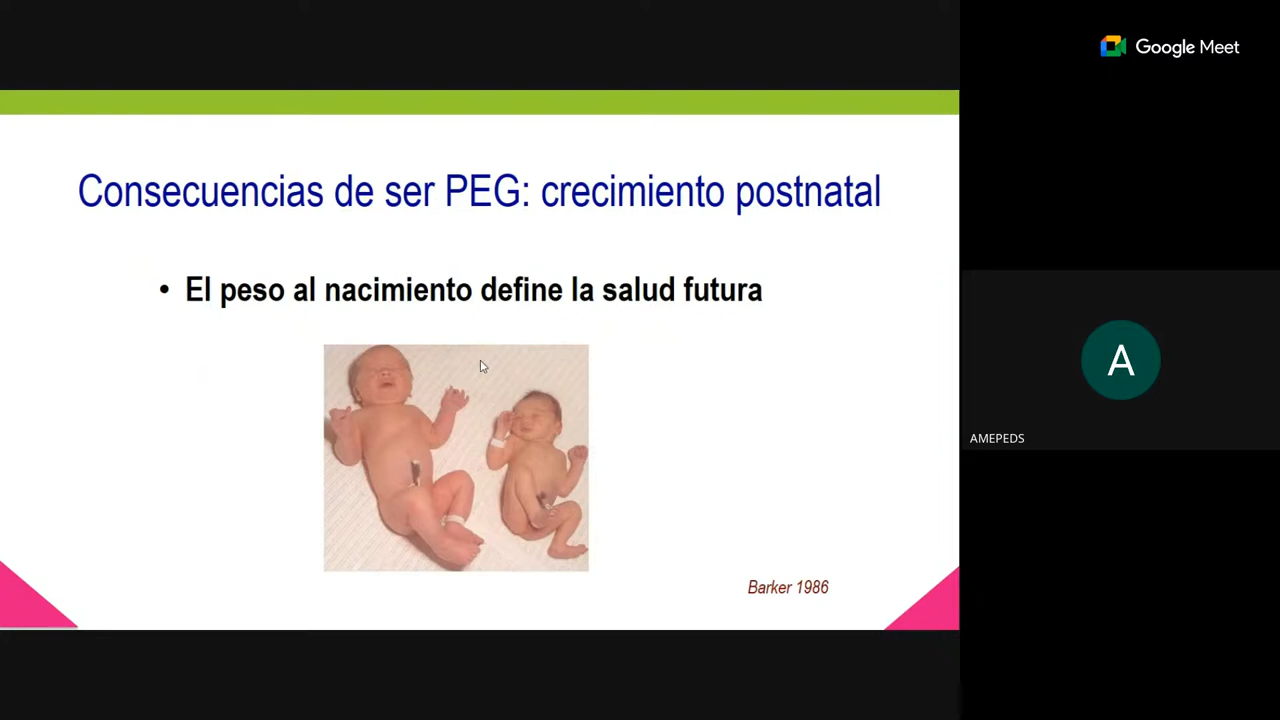 Google Meet
Consecuencias de ser PEG: crecimiento postnatal
• El peso al nacimiento define la salud futura
A
AMEPEDS
Barker 1986